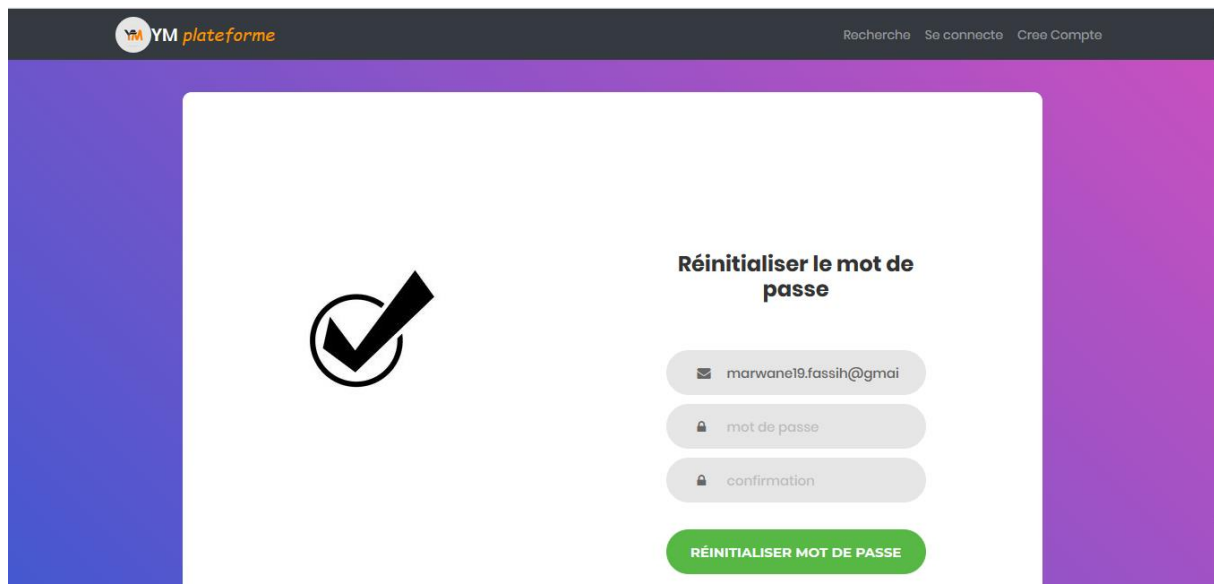 YM YM plateforme Recherche Se connecte Cree Compte
Réinitialiser le mot de
passe
marwane19.fassih@gmai
mot de passe
confirmation
RÉINITIALISER MOT DE PASSE